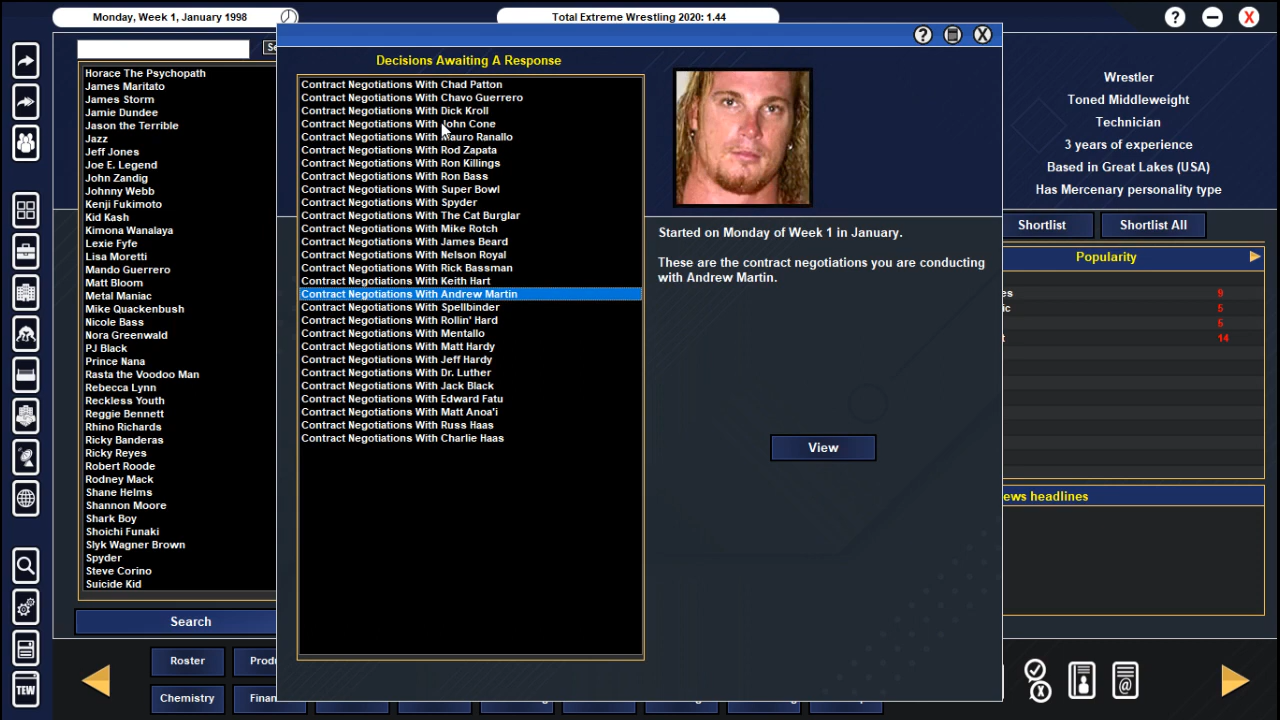 Monday, Week 1, January 1998
Total Extreme Wrestling 2020: 1.44
?
X
Se
Horace The Psychopath
James Maritato
James Storm
Jamie Dundee
Jason the Terrible
Jazz
Jeff Jones
Joe E. Legend
John Zandig
Johnny Webb
Kenji Fukimoto
Kid Kash
Kimona Wanalaya
Lexie Fyfe
Lisa Moretti
Mando Guerrero
Matt Bloom
Metal Maniac
Mike Quackenbush
Nicole Bass
Nora Greenwald
PJ Black
Prince Nana
Rasta the Voodoo Man
Rebecca Lynn
Reckless Youth
Reggie Bennett
Rhino Richards
Ricky Banderas
Ricky Reyes
Robert Roode
Rodney Mack
Shane Helms
Shannon Moore
Shark Boy
Shoichi Funaki
Slyk Wagner Brown
Spyder
Steve Corino
Suicide Kid
Search
? X
Decisions Awaiting A Response
Contract Negotiations With Chad Patton
Contract Negotiations With Chavo Guerrero
Contract Negotiations With Dick Kroll
Contract Negotiations With John Cone
Contract Negotiations With Mauro Ranallo
Contract Negotiations With Rod Zapata
Contract Negotiations With Ron Killings
Contract Negotiations With Ron Bass
Contract Negotiations With Super Bowl
Contract Negotiations With Spyder
Contract Negotiations With The Cat Burglar
Contract Negotiations With Mike Rotch
Contract Negotiations With James Beard
Contract Negotiations With Nelson Royal
Contract Negotiations With Rick Bassman
Contract Negotiations With Keith Hart
Contract Negotiations With Andrew Martin
Contract Negotiations With Spellbinder
Contract Negotiations With Rollin' Hard
Contract Negotiations With Mentallo
Contract Negotiations With Matt Hardy
Contract Negotiations With Jeff Hardy
Contract Negotiations With Dr. Luther
Contract Negotiations With Jack Black
Contract Negotiations With Edward Fatu
Contract Negotiations With Matt Anoa'i
Contract Negotiations With Russ Haas
Contract Negotiations With Charlie Haas
Started on Monday of Week 1 in January.
These are the contract negotiations you are conducting
with Andrew Martin.
View
Wrestler
Toned Middleweight
Technician
3 years of experience
Based in Great Lakes (USA)
Has Mercenary personality type
Shortlist
Shortlist All
Popularity
es 9
ic 5
5
t 14
ews headlines
TEW
Roster
Produ
Chemistry
Finan
@